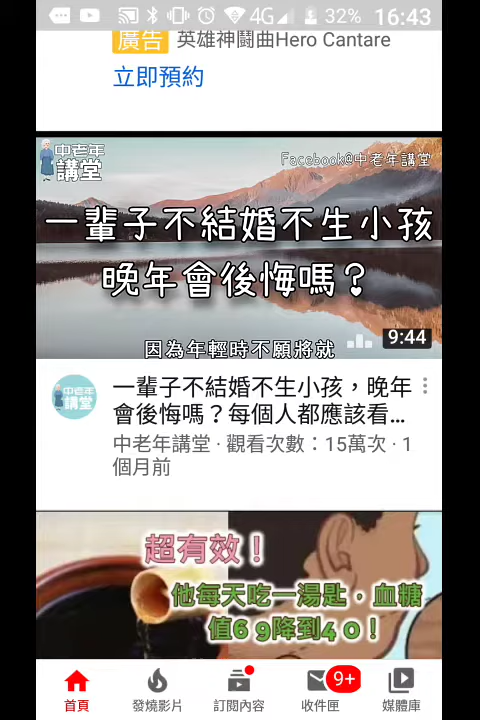 4G 32% 16:43
廣告 英雄神鬪曲Hero Cantare
立即預約
中老年
講堂
Facebook@中老年講堂
一輩子不結婚不生小孩
晚年會後悔嗎？
9:44
因為年輕時不願將就
中老年
講堂
一輩子不結婚不生小孩，晚年
會後悔嗎？每個人都應該看...
中老年講堂 · 觀看次數：15萬次 · 1
個月前
超有效！
他每天吃一湯匙，血糖
值69降到40！
9+
首頁 發燒影片 訂閱內容 收件匣 媒體庫